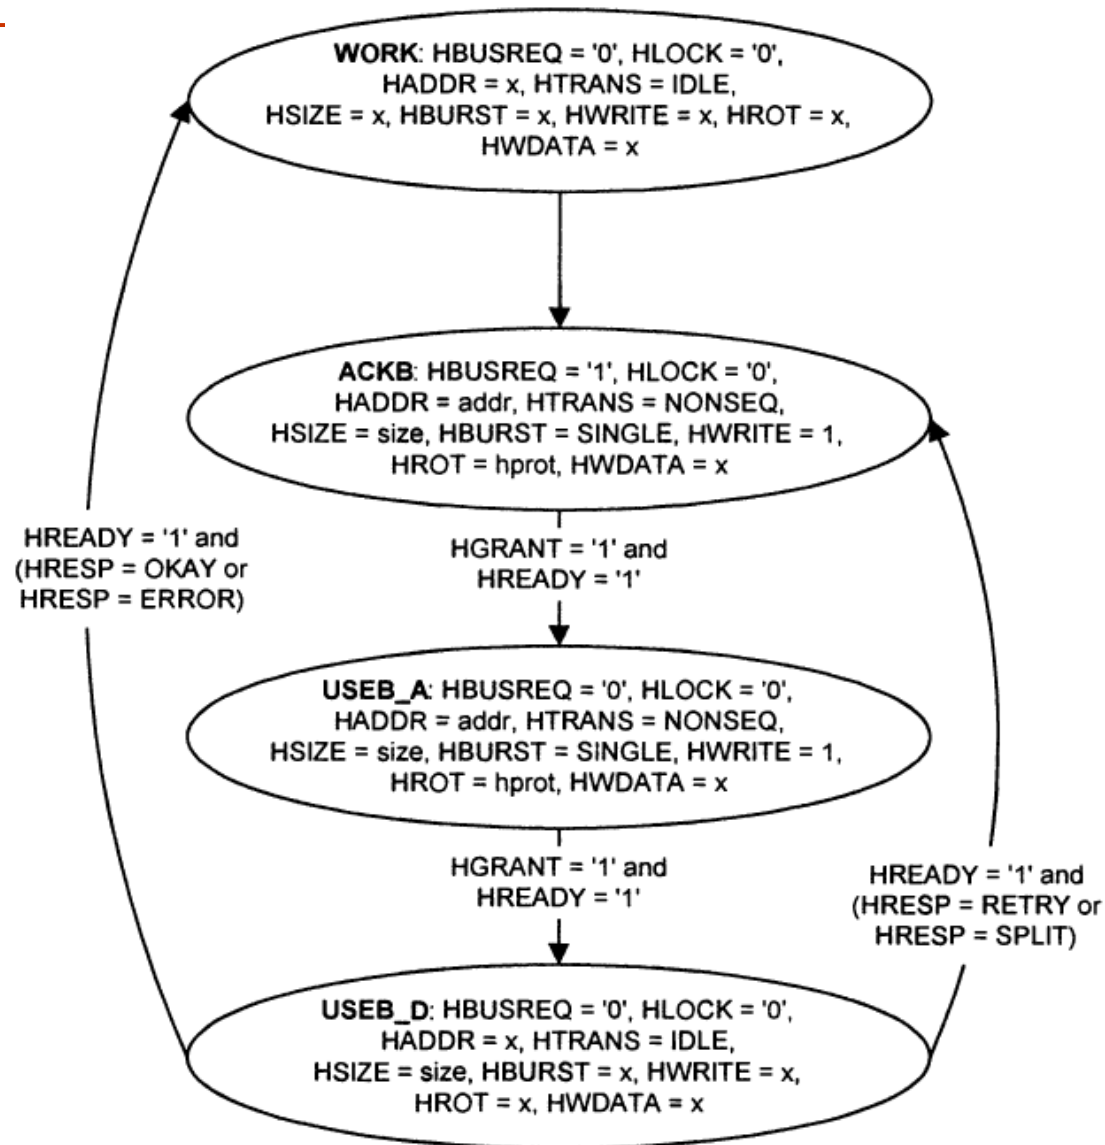 WORK: HBUSREQ = '0', HLOCK = '0',
HADDR = x, HTRANS = IDLE,
HSIZE = x, HBURST = x, HWRITE = x, HROT = x,
HWDATA = x
ACKB: HBUSREQ = '1', HLOCK = '0',
HADDR = addr, HTRANS = NONSEQ,
HSIZE = size, HBURST = SINGLE, HWRITE = 1,
HROT = hprot, HWDATA = x
HREADY = '1' and
(HRESP = OKAY or
HRESP = ERROR)
HGRANT = '1' and
HREADY = '1'
USEB_A: HBUSREQ = '0', HLOCK = '0',
HADDR = addr, HTRANS = NONSEQ,
HSIZE = size, HBURST = SINGLE, HWRITE = 1,
HROT = hprot, HWDATA = x
HGRANT = '1' and
HREADY = '1'
HREADY = '1' and
(HRESP = RETRY or
HRESP = SPLIT)
USEB_D: HBUSREQ = '0', HLOCK = '0',
HADDR = x, HTRANS = IDLE,
HSIZE = size, HBURST = x, HWRITE = x,
HROT = x, HWDATA = x